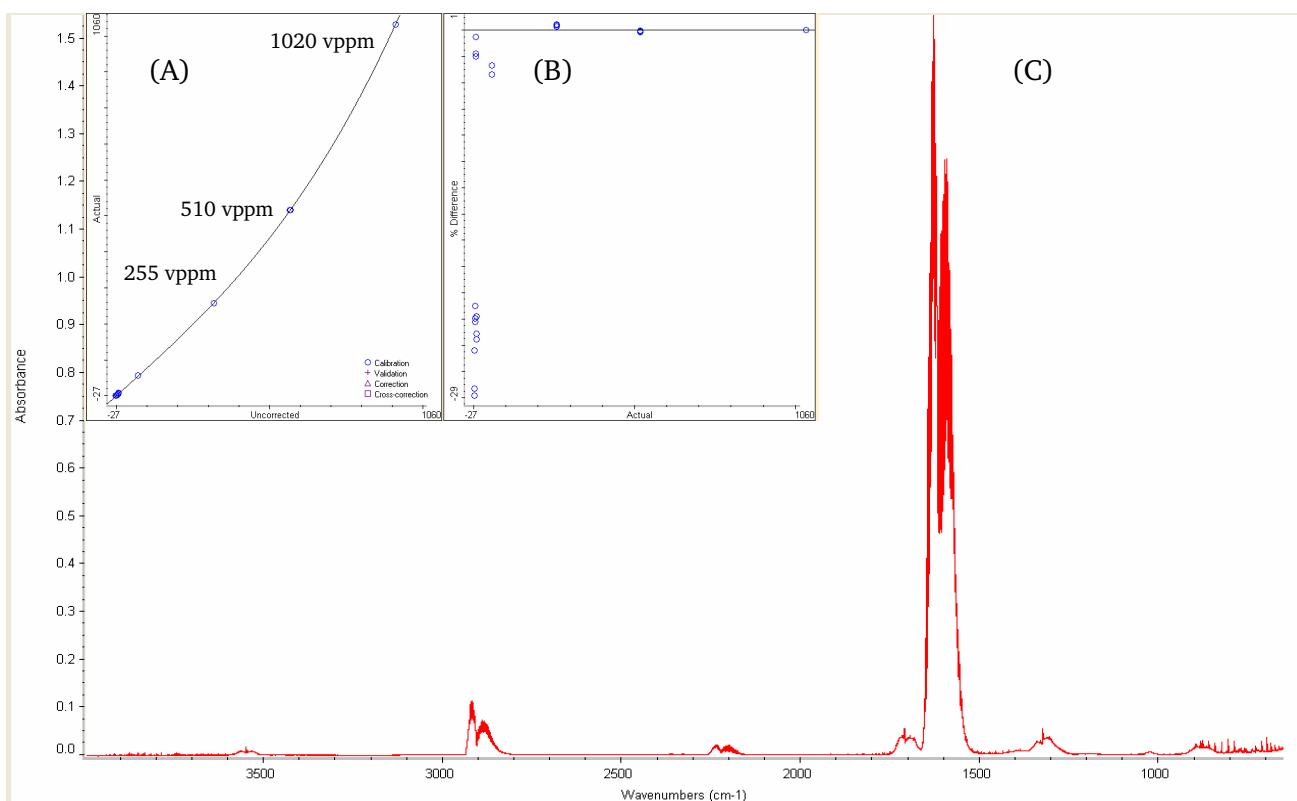 (A)
1020 vppm
510 vppm
255 vppm
1060
Actual
-27
-27
Uncorrected
1060
Calibration
Validation
Correction
Cross-correction
(B)
1
% Difference
-29
-27
Actual
1060
(C)
1.5
1.4
1.3
1.2
1.1
1.0
0.9
0.8
0.7
0.6
0.5
0.4
0.3
0.2
0.1
0.0
Absorbance
3500
3000
2500
2000
1500
1000
Wavenumbers (cm-1)